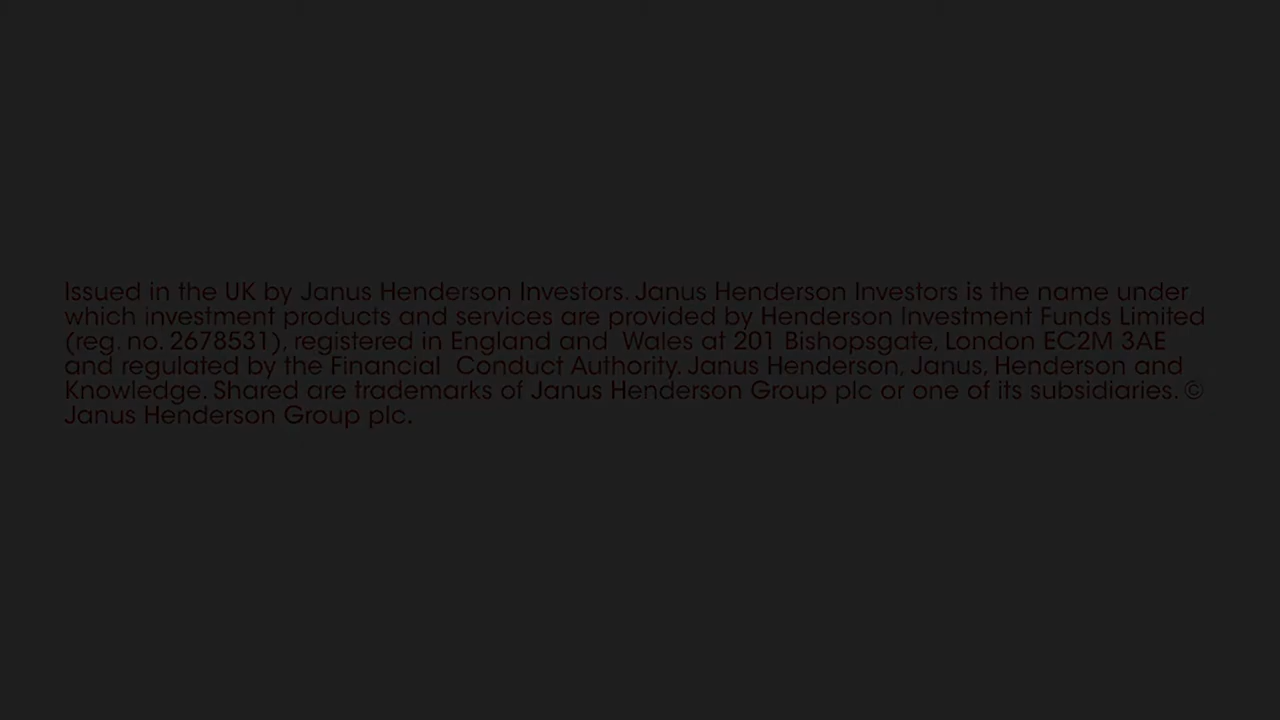 Issued in the UK by Janus Henderson Investors. Janus Henderson Investors is the name under
which investment products and services are provided by Henderson Investment Funds Limited
(reg. no. 2678531), registered in England and  Wales at 201 Bishopsgate, London EC2M 3AE
and regulated by the Financial  Conduct Authority. Janus Henderson, Janus, Henderson and
Knowledge. Shared are trademarks of Janus Henderson Group plc or one of its subsidiaries. ©
Janus Henderson Group plc.